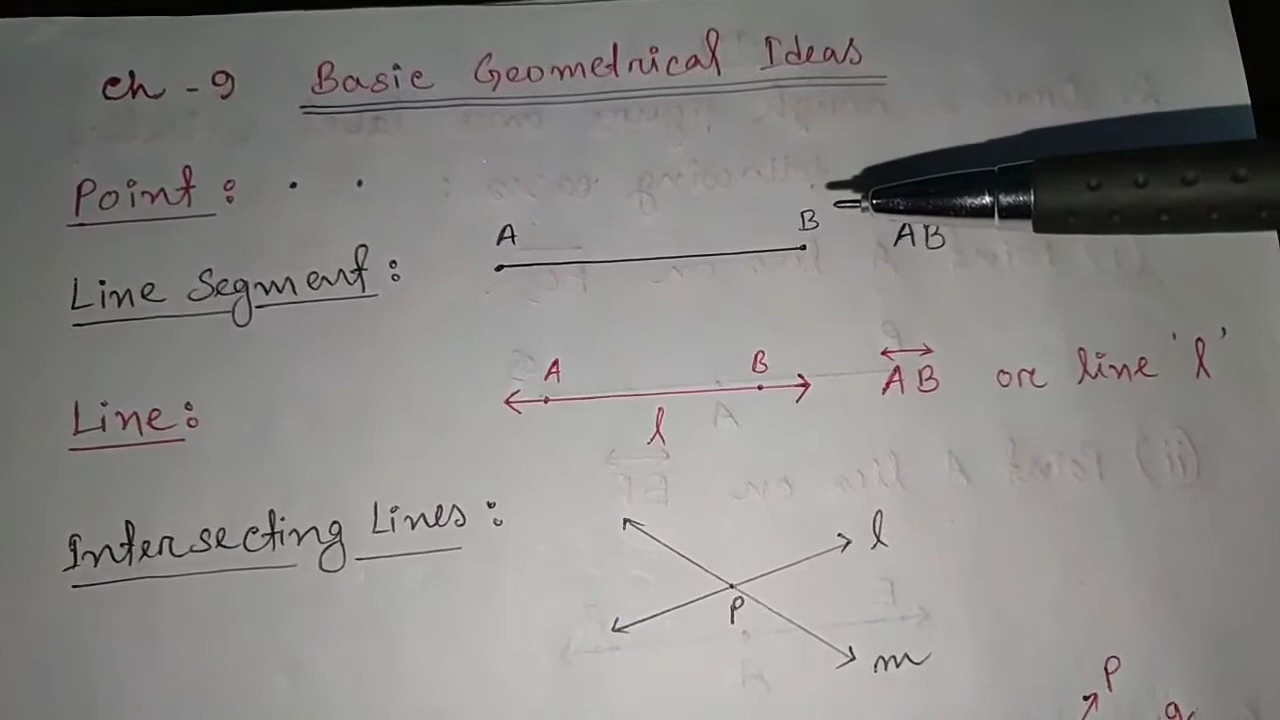 Ch - 9 Basic Geometrical Ideas
Point :
A B AB
Line Segment :
A B AB or line 'l'
Line :
l
Intersecting Lines :
l
P
m
P